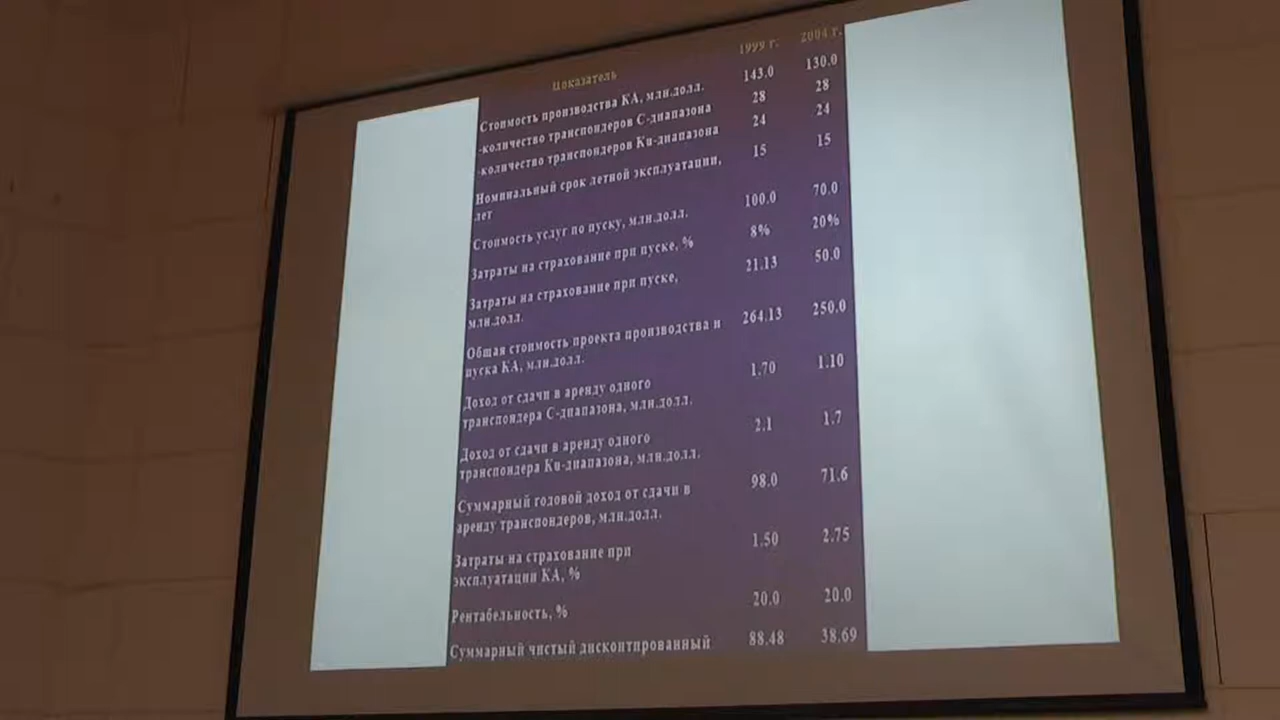 Показатель 1999 г. 2004 г.
Стоимость производства КА, млн.долл. 143.0 130.0
-количество транспондеров С-диапазона 28 28
-количество транспондеров Ku-диапазона 24 24
Номинальный срок летной эксплуатации, 15 15
лет
Стоимость услуг по пуску, млн.долл. 100.0 70.0
Затраты на страхование при пуске, % 8% 20%
Затраты на страхование при пуске, 21.13 50.0
млн.долл.
Общая стоимость проекта производства и 264.13 250.0
пуска КА, млн.долл.
Доход от сдачи в аренду одного 1.70 1.10
транспондера С-диапазона, млн.долл.
Доход от сдачи в аренду одного 2.1 1.7
транспондера Ku-диапазона, млн.долл.
Суммарный годовой доход от сдачи в 98.0 71.6
аренду транспондеров, млн.долл.
Затраты на страхование при 1.50 2.75
эксплуатации КА, %
Рентабельность, % 20.0 20.0
Суммарный чистый дисконтированный 88.48 38.69